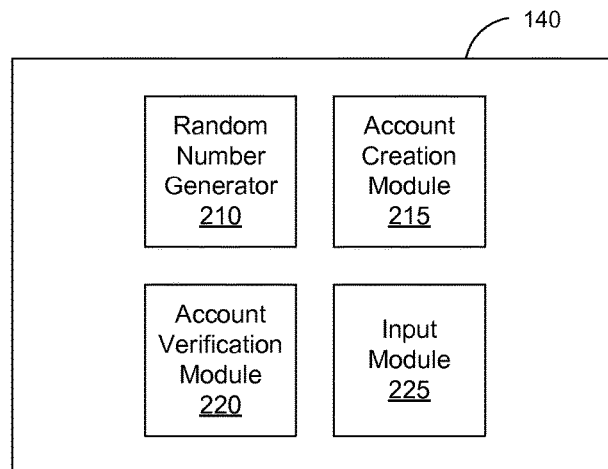 140
Random
Number
Generator
210
Account
Creation
Module
215
Account
Verification
Module
220
Input
Module
225